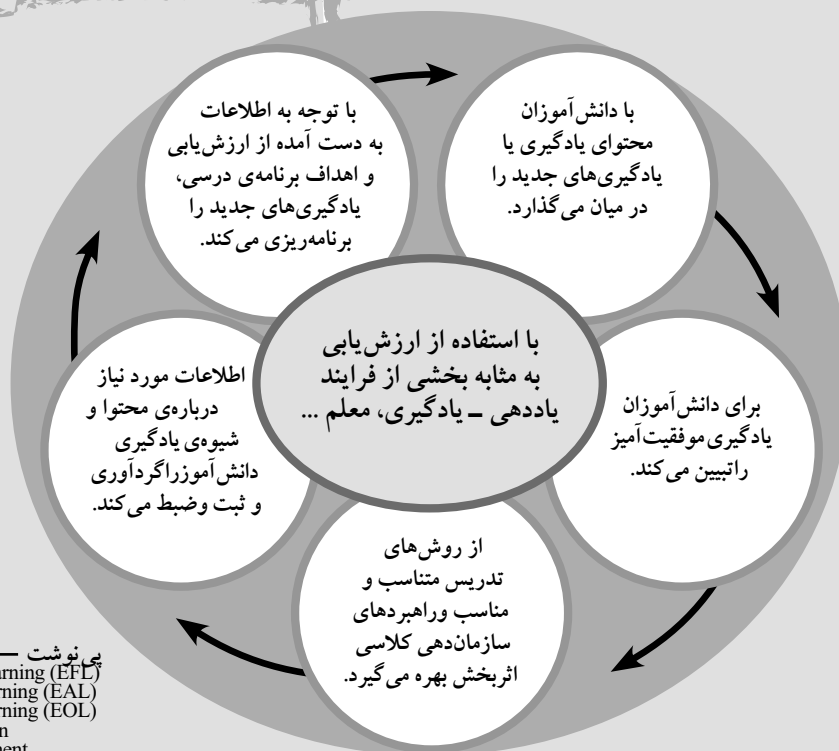 با توجه به اطلاعات
به دست آمده از ارزش‌یابی
و اهداف برنامه‌ی درسی،
یادگیری‌های جدید را
برنامه‌ریزی می‌کند.
با دانش‌آموزان
محتوای یادگیری یا
یادگیری‌های جدید را
در میان می‌گذارد.
برای دانش‌آموزان
یادگیری موفقیت‌آمیز
راتبیین می‌کند.
از روش‌های
تدریس متناسب و
مناسب وراهبردهای
سازمان‌دهی کلاسی
اثربخش بهره می‌گیرد.
اطلاعات مورد نیاز
درباره‌ی محتوا و
شیوه‌ی یادگیری
دانش‌آموزراگردآوری
و ثبت وضبط می‌کند.
با استفاده از ارزش‌یابی
به مثابه بخشی از فرایند
یاددهی ـ یادگیری، معلم ...
پی‌نوشت
arning (EFL)
rning (EAL)
rning (EOL)